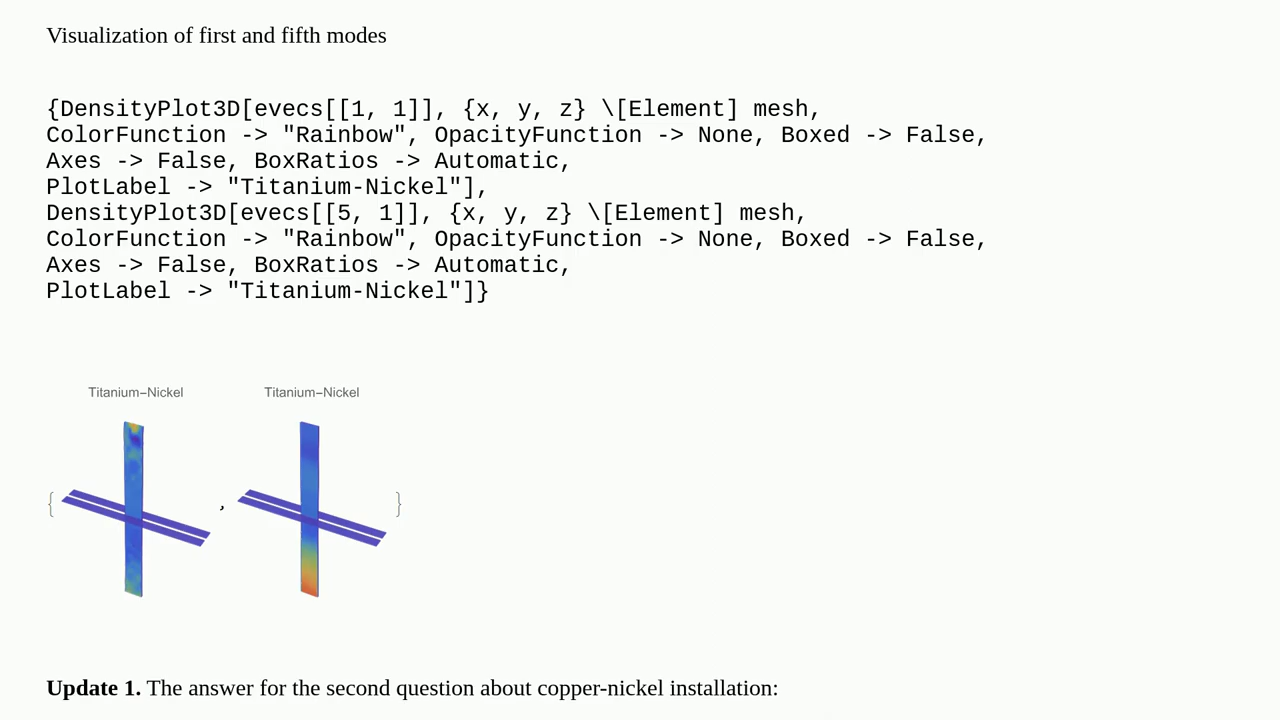 Visualization of first and fifth modes
{DensityPlot3D[evecs[[1, 1]], {x, y, z} \[Element] mesh,
ColorFunction -> "Rainbow", OpacityFunction -> None, Boxed -> False,
Axes -> False, BoxRatios -> Automatic,
PlotLabel -> "Titanium-Nickel"],
DensityPlot3D[evecs[[5, 1]], {x, y, z} \[Element] mesh,
ColorFunction -> "Rainbow", OpacityFunction -> None, Boxed -> False,
Axes -> False, BoxRatios -> Automatic,
PlotLabel -> "Titanium-Nickel"]}
Titanium−Nickel Titanium−Nickel
{ , }
Update 1. The answer for the second question about copper-nickel installation: